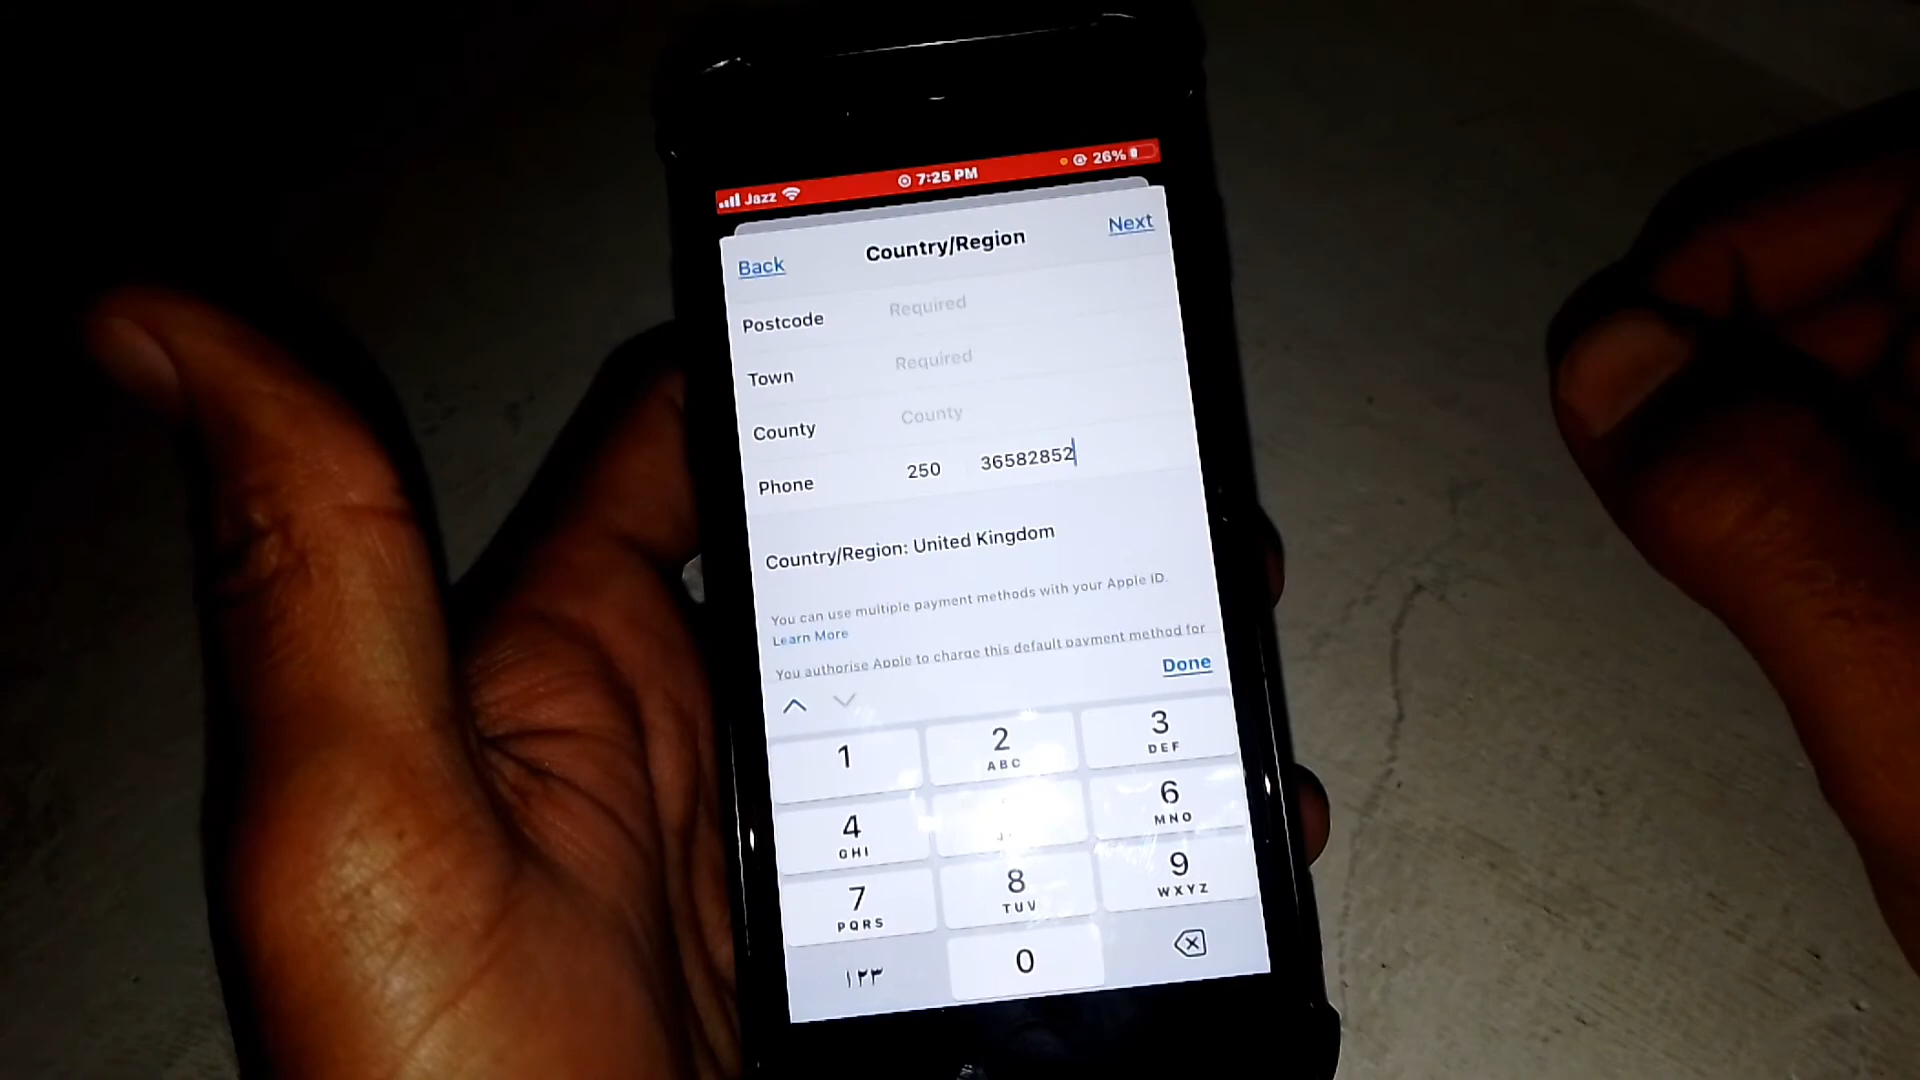 Jazz 7:25 PM 26%
Back Country/Region Next
Postcode Required
Town Required
County County
Phone 250 36582852
Country/Region: United Kingdom
You can use multiple payment methods with your Apple ID.
Learn More
You authorise Apple to charge this default payment method for
Done
1 2 3
ABC DEF
4 6
GHI MNO
7 8 9
PQRS TUV WXYZ
۱۲۳ 0